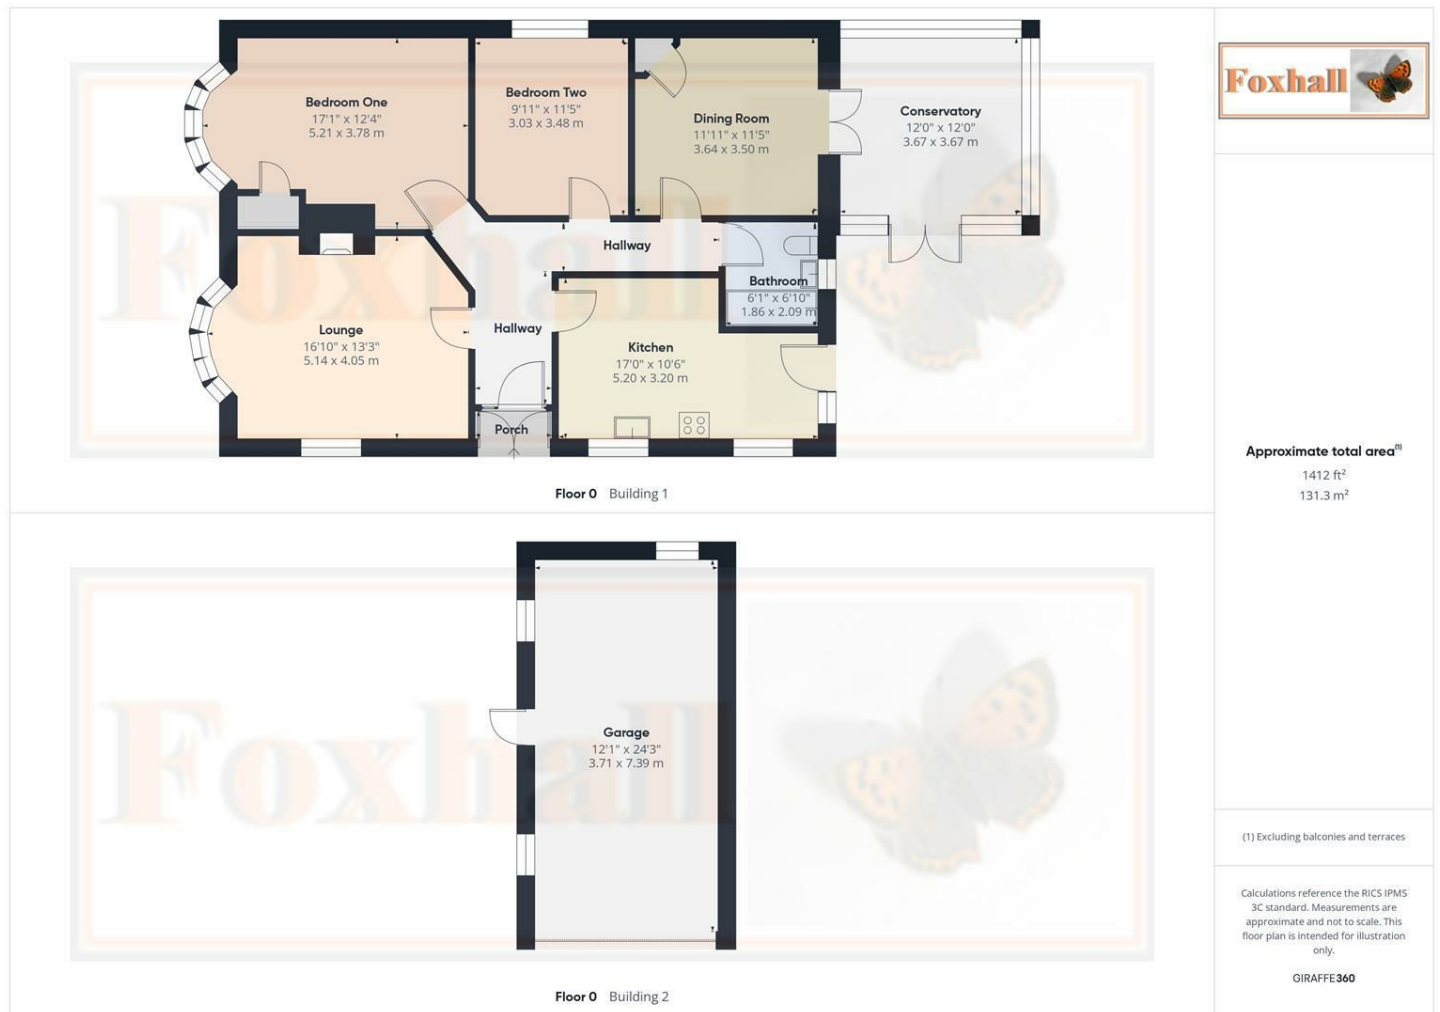 Bedroom One
17'1" x 12'4"
5.21 x 3.78 m
Bedroom Two
9'11" x 11'5"
3.03 x 3.48 m
Dining Room
11'11" x 11'5"
3.64 x 3.50 m
Conservatory
12'0" x 12'0"
3.67 x 3.67 m
Hallway
Bathroom
6'1" x 6'10"
1.86 x 2.09 m
Lounge
16'10" x 13'3"
5.14 x 4.05 m
Hallway
Kitchen
17'0" x 10'6"
5.20 x 3.20 m
Porch
Foxhall
Floor 0 Building 1
Garage
12'1" x 24'3"
3.71 x 7.39 m
Foxhall
Floor 0 Building 2
Foxhall
Approximate total area⁽¹⁾
1412 ft²
131.3 m²
(1) Excluding balconies and terraces
Calculations reference the RICS IPMS
3C standard. Measurements are
approximate and not to scale. This
floor plan is intended for illustration
only.
GIRAFFE360